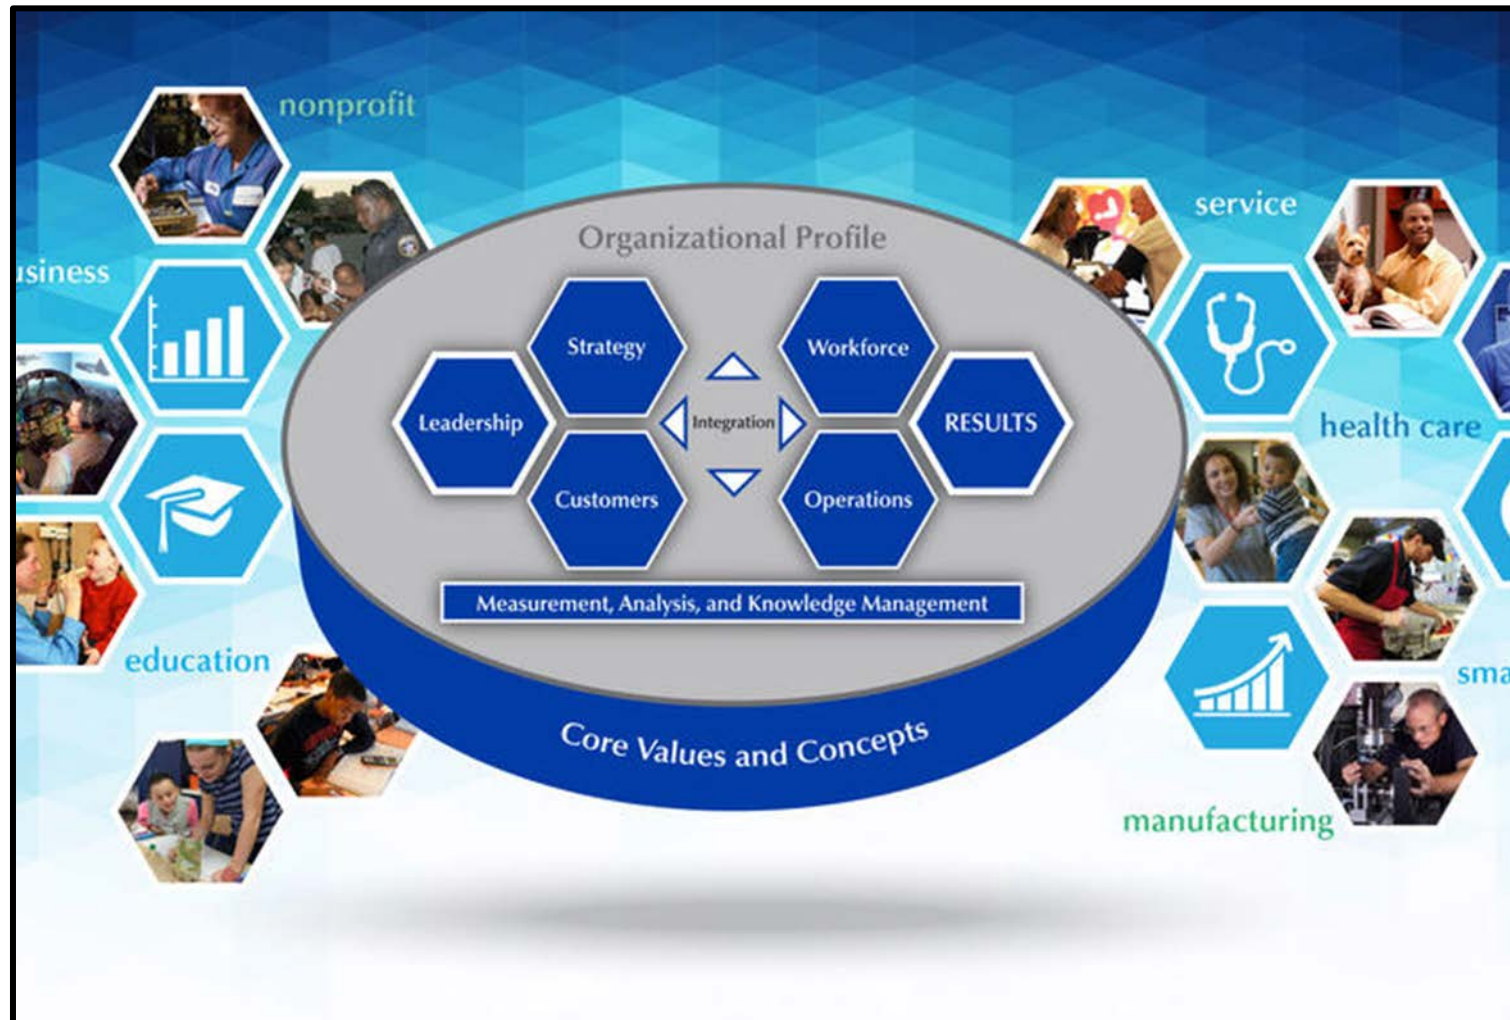 nonprofit
service
Organizational Profile
usiness
Strategy
Workforce
Leadership
Integration
RESULTS
health care
Customers
Operations
Measurement, Analysis, and Knowledge Management
education
sma
Core Values and Concepts
manufacturing